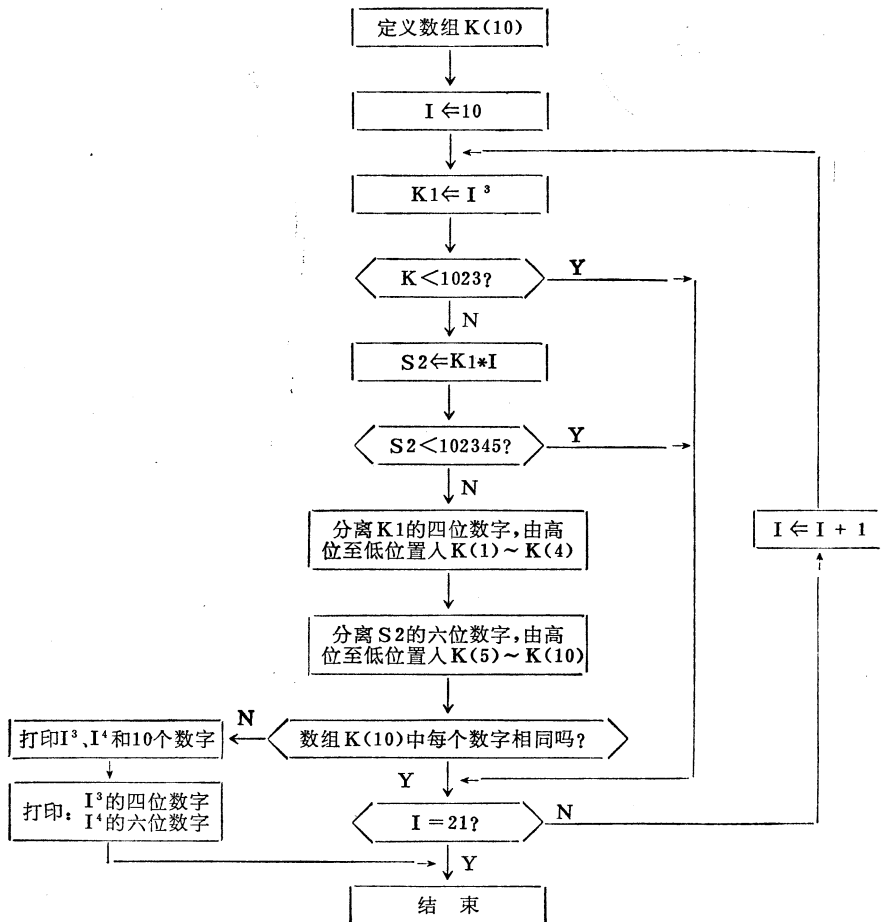 定义数组K(10)
I⇐10
K1⇐I³
K<1023?
Y
N
S2⇐K1*I
S2<102345?
Y
N
分离K1的四位数字,由高
位至低位置人K(1)~K(4)
I⇐I+1
分离S2的六位数字,由高
位至低位置人K(5)~K(10)
数组K(10)中每个数字相同吗?
N
打印I³、I⁴和10个数字
Y
打印: I³的四位数字
I⁴的六位数字
I=21?
N
Y
结 束